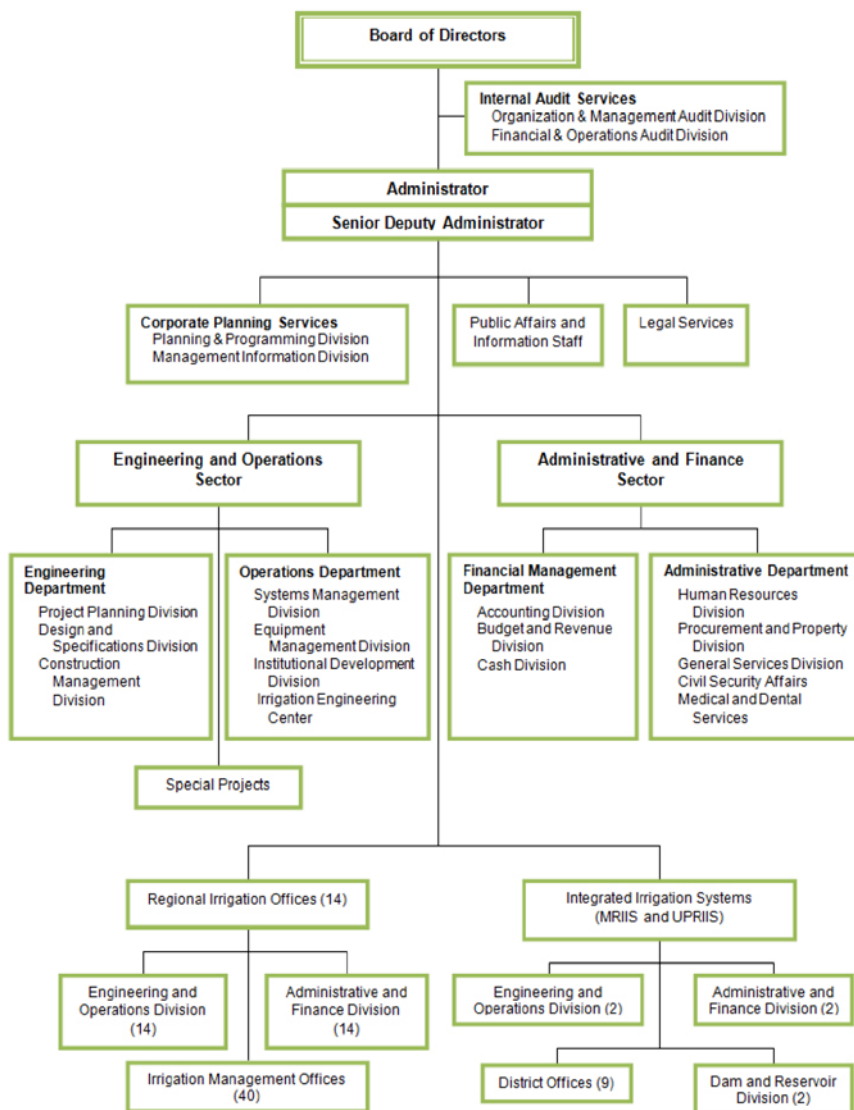 Board of Directors
Internal Audit Services
Organization & Management Audit Division
Financial & Operations Audit Division
Administrator
Senior Deputy Administrator
Corporate Planning Services
Planning & Programming Division
Management Information Division
Public Affairs and
Information Staff
Legal Services
Engineering and Operations
Sector
Administrative and Finance
Sector
Engineering
Department
Project Planning Division
Design and
Specifications Division
Construction
Management
Division
Operations Department
Systems Management
Division
Equipment
Management Division
Institutional Development
Division
Irrigation Engineering
Center
Financial Management
Department
Accounting Division
Budget and Revenue
Division
Cash Division
Administrative Department
Human Resources
Division
Procurement and Property
Division
General Services Division
Civil Security Affairs
Medical and Dental
Services
Special Projects
Regional Irrigation Offices (14)
Integrated Irrigation Systems
(MRIIS and UPRIIS)
Engineering and
Operations Division
(14)
Administrative and
Finance Division
(14)
Irrigation Management Offices
(40)
Engineering and
Operations Division (2)
Administrative and
Finance Division (2)
District Offices (9)
Dam and Reservoir
Division (2)